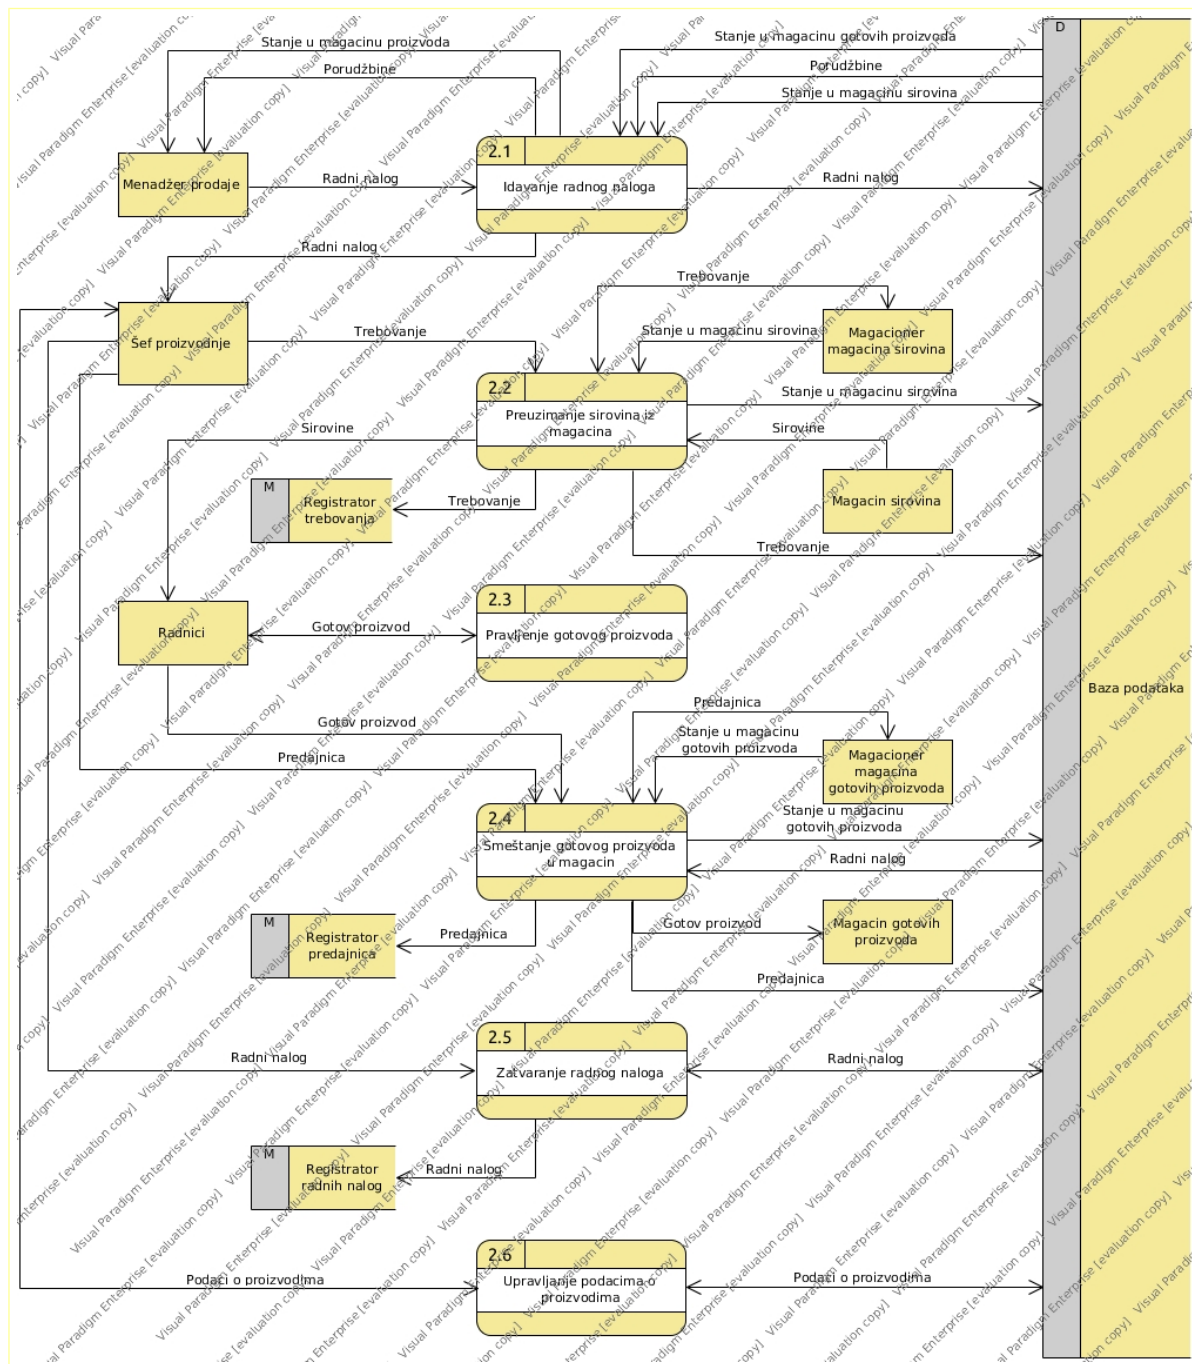 D
Stanje u magacinu proizvoda
Stanje u magacinu gotovih proizvoda
Porudžbine
Porudžbine
Stanje u magacinu sirovina
2.1
Menadžer prodaje
Radni nalog
Idavanje radnog naloga
Radni nalog
Radni nalog
Trebovanje
Šef proizvodnje
Trebovanje
Stanje u magacinu sirovina
Magacioner
magacina sirovina
2.2
Preuzimanje sirovina iz
magacina
Stanje u magacinu sirovina
Sirovine
Sirovine
M
Registrator
trebovanja
Trebovanje
Magacin sirovina
Trebovanje
2.3
Radnici
Gotov proizvod
Pravljenje gotovog proizvoda
Baza podataka
Predajnica
Gotov proizvod
Stanje u magacinu
gotovih proizvoda
Predajnica
Magacioner
magacina
gotovih proizvoda
2.4
Smeštanje gotovog proizvoda
u magacin
Stanje u magacinu
gotovih proizvoda
Radni nalog
M
Registrator
predajnica
Predajnica
Gotov proizvod
Magacin gotovih
proizvoda
Predajnica
2.5
Radni nalog
Zatvaranje radnog naloga
Radni nalog
M
Registrator
radnih nalog
Radni nalog
2.6
Podaci o proizvodima
Upravljanje podacima o
proizvodima
Podaci o proizvodima
Visual Paradigm Enterprise [evaluation copy]